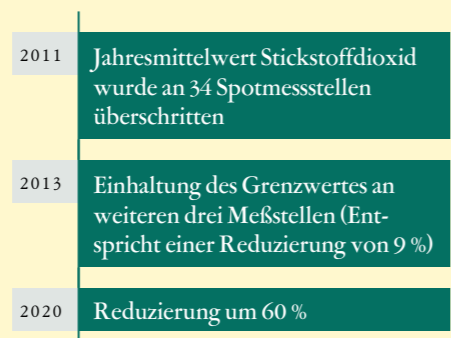 2011
Jahresmittelwert Stickstoffdioxid
wurde an 34 Spotmessstellen
überschritten
2013
Einhaltung des Grenzwertes an
weiteren drei Meßstellen (Ent-
spricht einer Reduzierung von 9 %)
2020
Reduzierung um 60 %